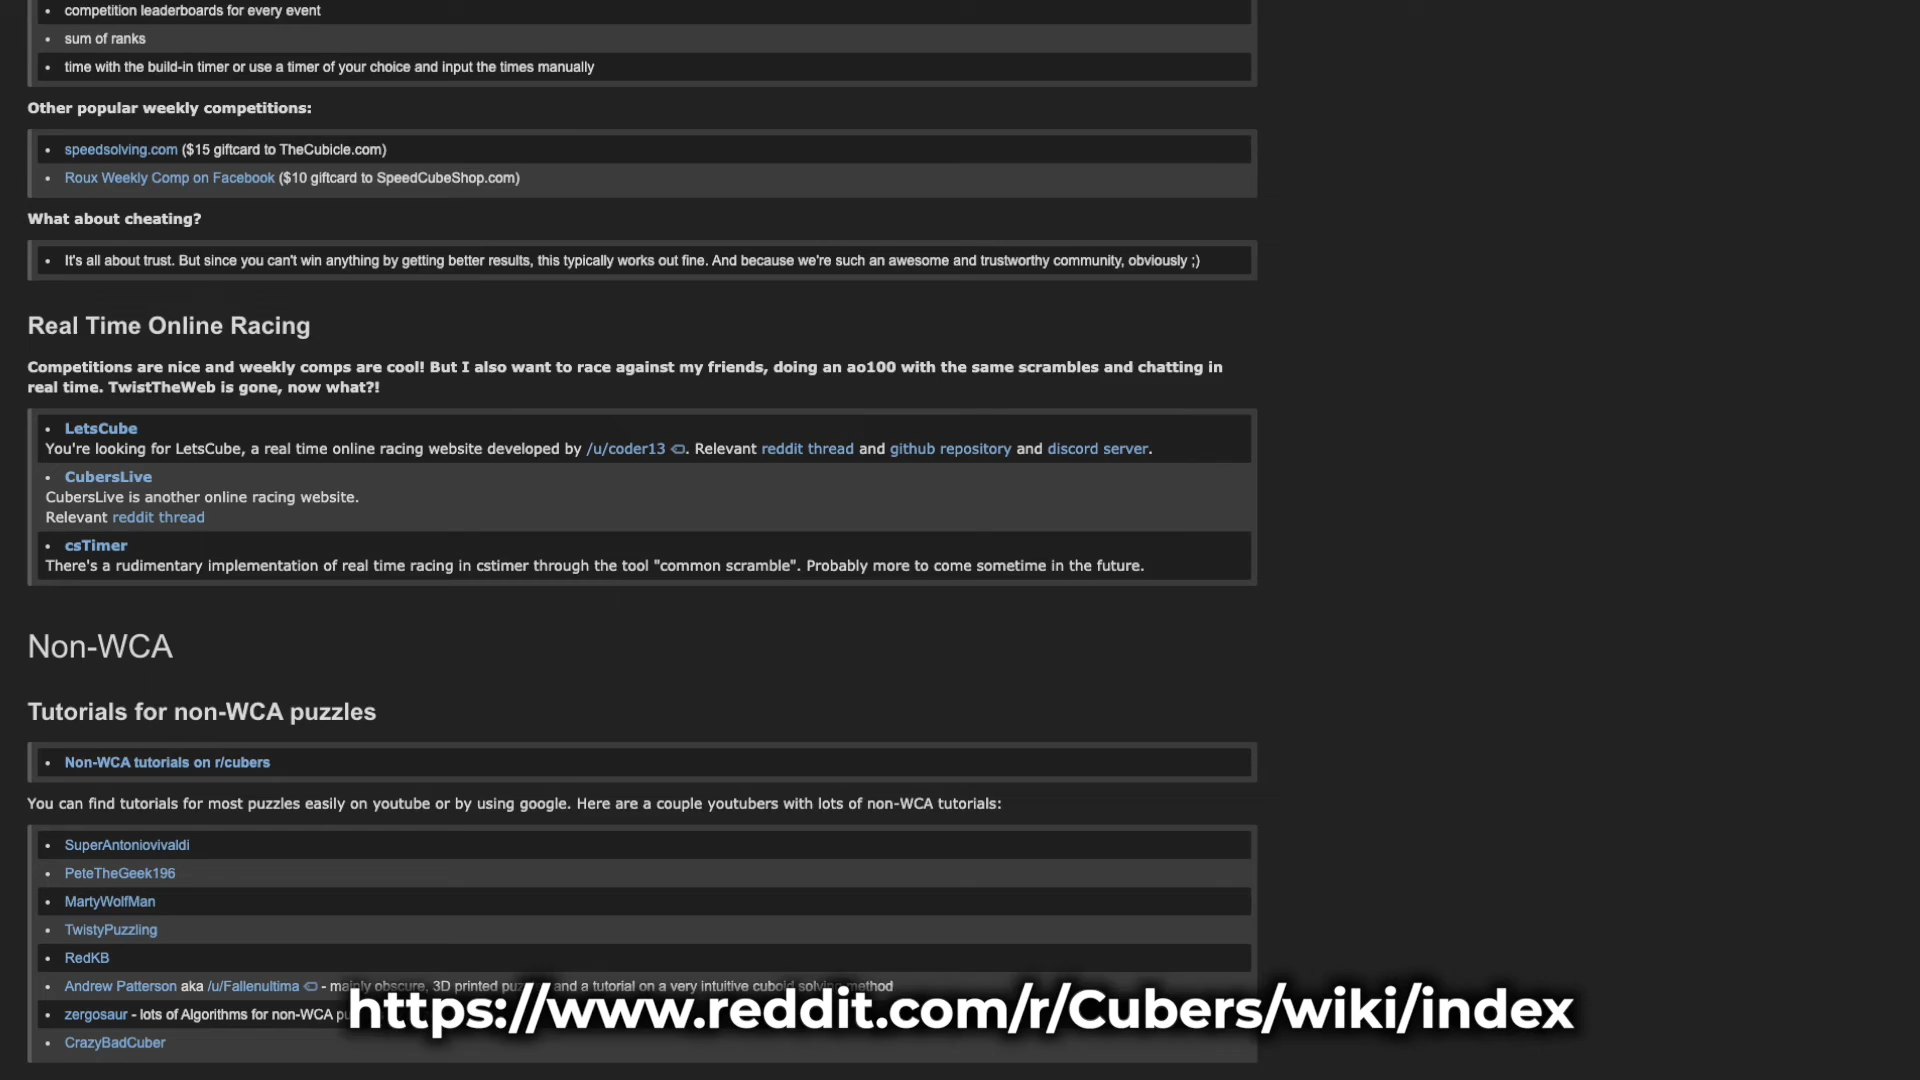 competition leaderboards for every event
sum of ranks
time with the build-in timer or use a timer of your choice and input the times manually
Other popular weekly competitions:
speedsolving.com ($15 giftcard to TheCubicle.com)
Roux Weekly Comp on Facebook ($10 giftcard to SpeedCubeShop.com)
What about cheating?
It's all about trust. But since you can't win anything by getting better results, this typically works out fine. And because we're such an awesome and trustworthy community, obviously ;)
Real Time Online Racing
Competitions are nice and weekly comps are cool! But I also want to race against my friends, doing an ao100 with the same scrambles and chatting in
real time. TwistTheWeb is gone, now what?!
LetsCube
You're looking for LetsCube, a real time online racing website developed by /u/coder13. Relevant reddit thread and github repository and discord server.
CubersLive
CubersLive is another online racing website.
Relevant reddit thread
csTimer
There's a rudimentary implementation of real time racing in cstimer through the tool "common scramble". Probably more to come sometime in the future.
Non-WCA
Tutorials for non-WCA puzzles
Non-WCA tutorials on r/cubers
You can find tutorials for most puzzles easily on youtube or by using google. Here are a couple youtubers with lots of non-WCA tutorials:
SuperAntoniovivaldi
PeteTheGeek196
MartyWolfMan
TwistyPuzzling
RedKB
Andrew Patterson aka /u/Fallenultima - mainly obscure, 3D printed and a tutorial on a very intuitive cuboid solving method
zergosaur - lots of Algorithms for non-WCA
https://www.reddit.com/r/Cubers/wiki/index
CrazyBadCuber